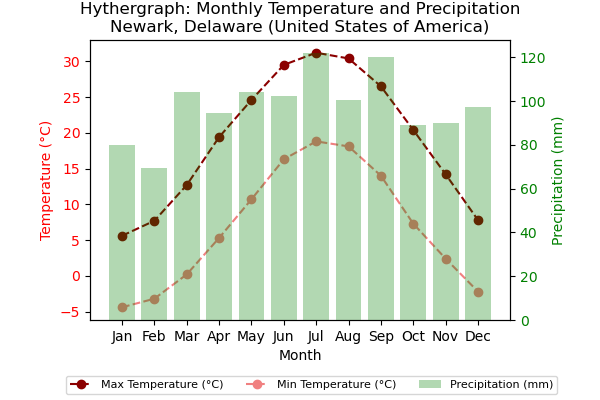 Hythergraph: Monthly Temperature and Precipitation
Newark, Delaware (United States of America)
Temperature (°C)
30
25
20
15
10
5
0
−5
120
100
80
60
40
20
0
Precipitation (mm)
Jan Feb Mar Apr May Jun Jul Aug Sep Oct Nov Dec
Month
Max Temperature (°C) Min Temperature (°C) Precipitation (mm)